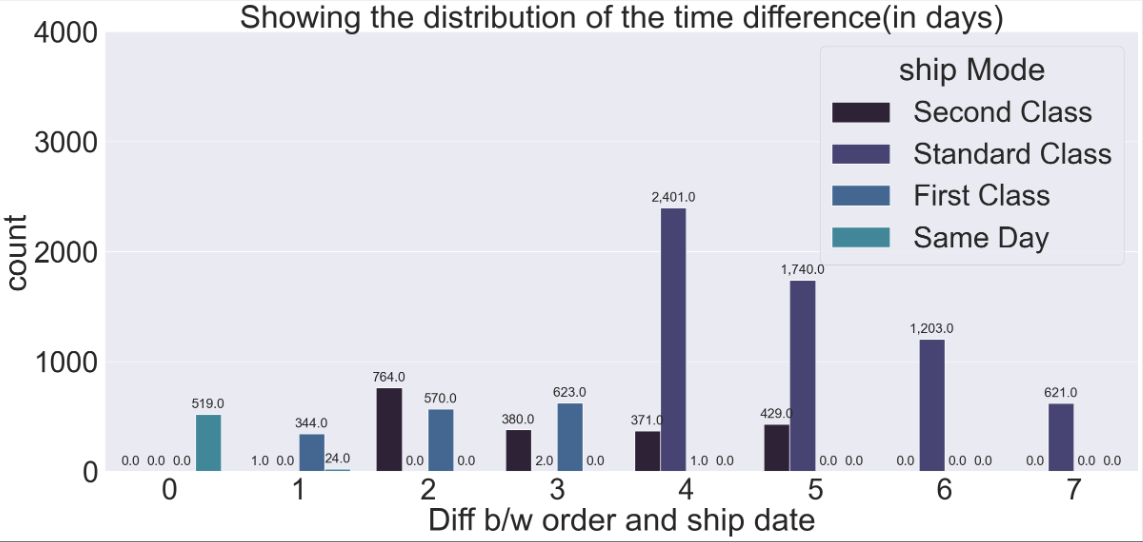 Showing the distribution of the time difference(in days)
4000
3000
2000
1000
0
count
ship Mode
Second Class
Standard Class
First Class
Same Day
0.0 0.0 0.0 519.0
1.0 0.0 344.0 24.0
764.0 0.0 570.0 0.0
380.0 2.0 623.0 0.0
371.0 2,401.0 1.0 0.0
429.0 1,740.0 0.0 0.0
0.0 1,203.0 0.0 0.0
0.0 621.0 0.0 0.0
0 1 2 3 4 5 6 7
Diff b/w order and ship date